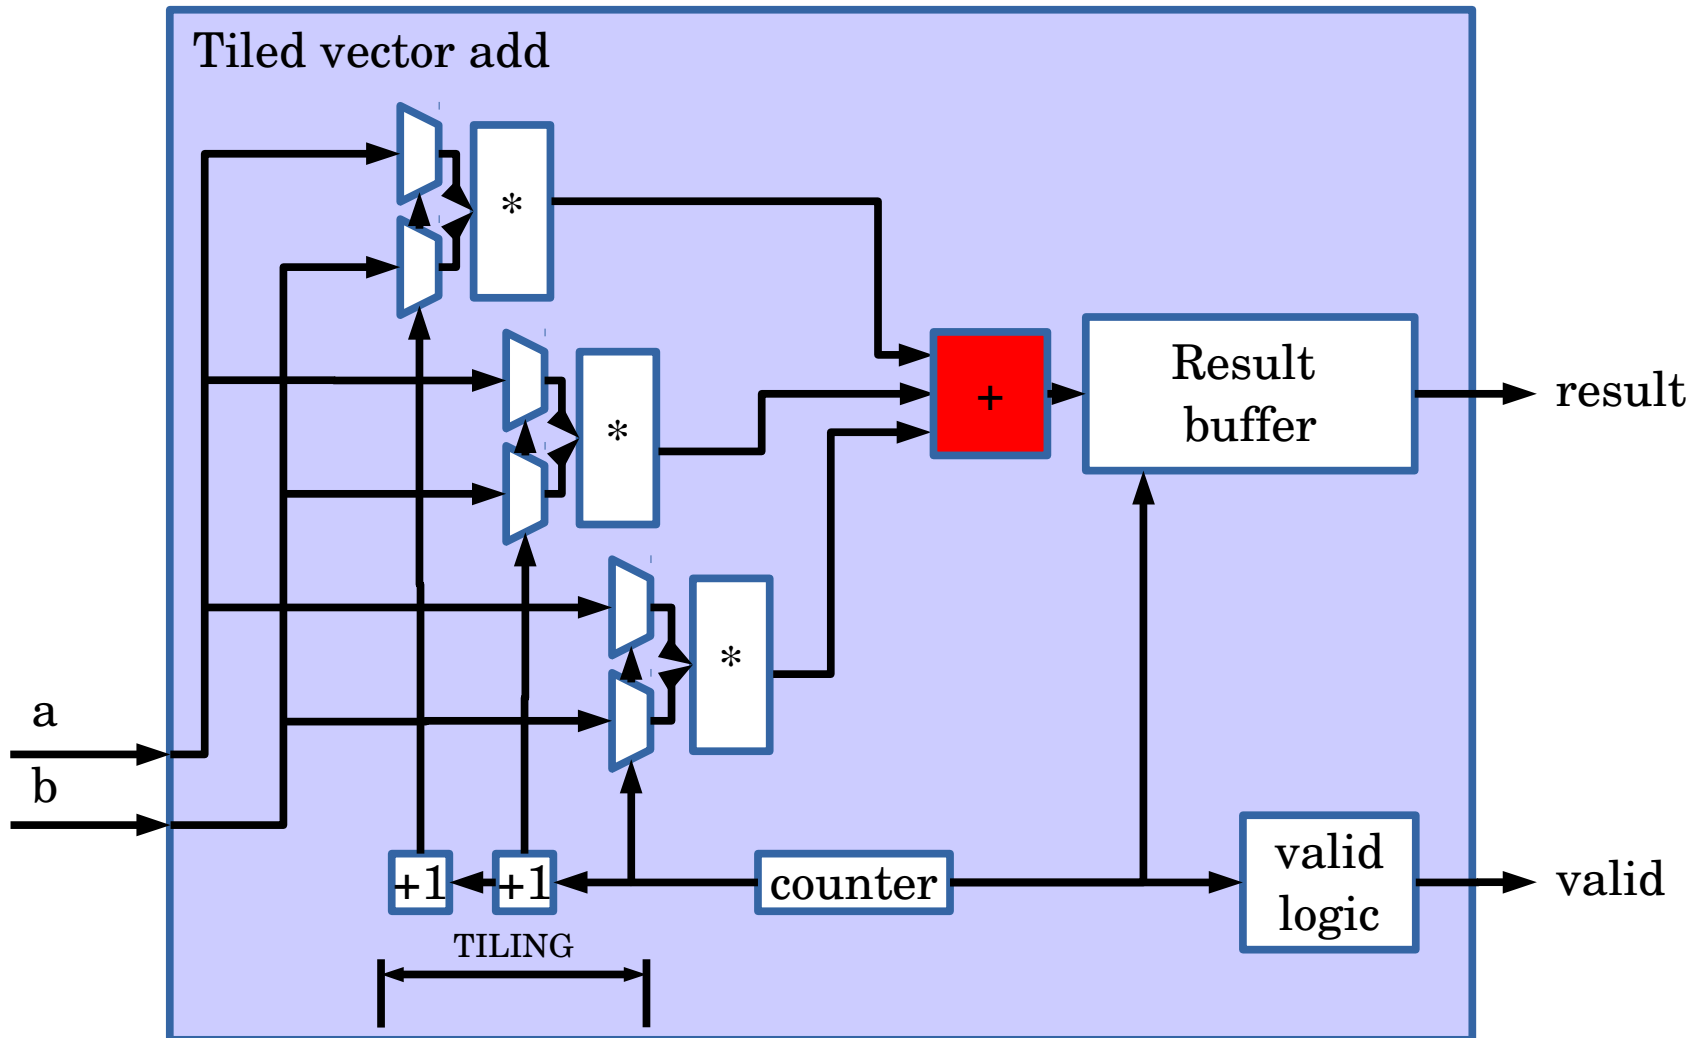 Tiled vector add
*
*
*
+
Result
buffer
result
a
b
+1
+1
counter
valid
logic
valid
TILING